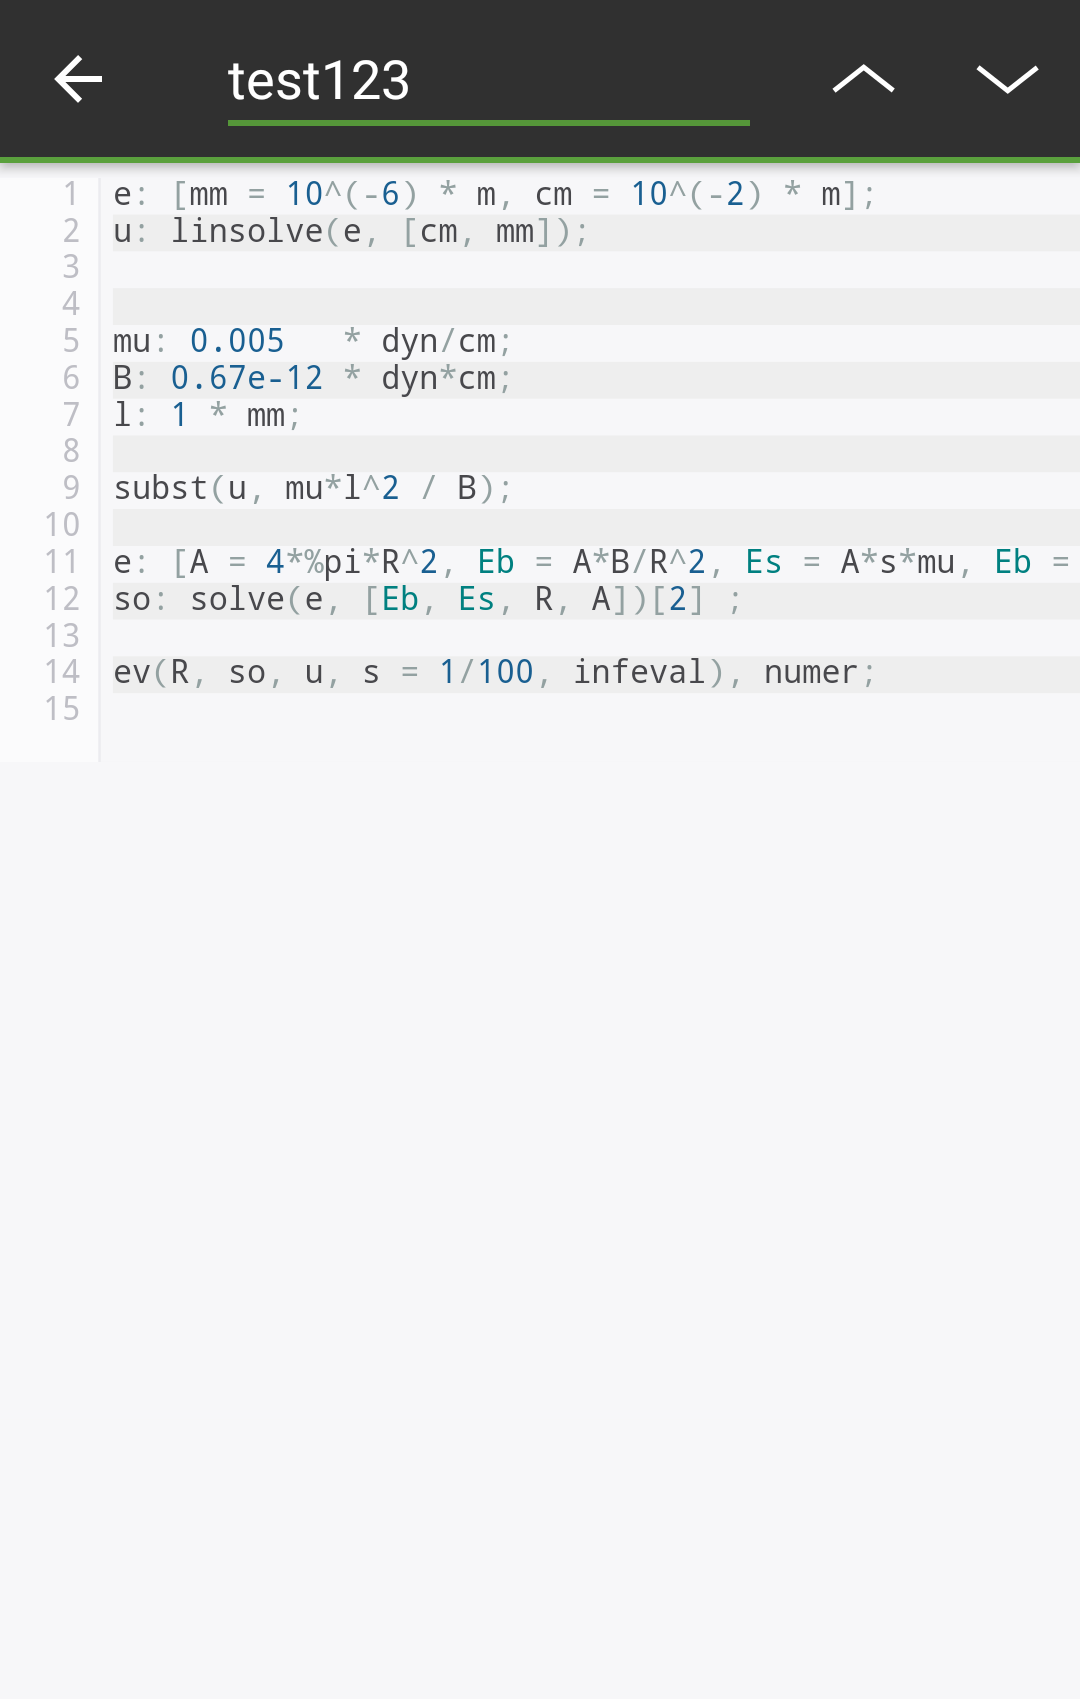 test123
1 e: [mm = 10^(-6) * m, cm = 10^(-2) * m];
2 u: linsolve(e, [cm, mm]);
3
4
5 mu: 0.005   * dyn/cm;
6 B: 0.67e-12 * dyn*cm;
7 l: 1 * mm;
8
9 subst(u, mu*l^2 / B);
10
11 e: [A = 4*%pi*R^2, Eb = A*B/R^2, Es = A*s*mu, Eb =
12 so: solve(e, [Eb, Es, R, A])[2] ;
13
14 ev(R, so, u, s = 1/100, infeval), numer;
15